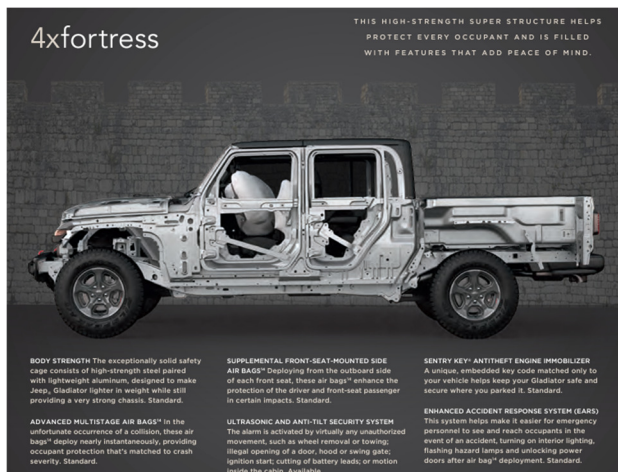 4xfortress
THIS HIGH-STRENGTH SUPER STRUCTURE HELPS
PROTECT EVERY OCCUPANT AND IS FILLED
WITH FEATURES THAT ADD PEACE OF MIND.
BODY STRENGTH The exceptionally solid safety
cage consists of high-strength steel paired
with lightweight aluminum, designed to make
Jeep® Gladiator lighter in weight while still
providing a very strong chassis. Standard.
ADVANCED MULTISTAGE AIR BAGS¹⁴ In the
unfortunate occurrence of a collision, these air
bags¹⁴ deploy nearly instantaneously, providing
occupant protection that's matched to crash
severity. Standard.
SUPPLEMENTAL FRONT-SEAT-MOUNTED SIDE
AIR BAGS¹⁴ Deploying from the outboard side
of each front seat, these air bags¹⁴ enhance the
protection of the driver and front-seat passenger
in certain impacts. Standard.
ULTRASONIC AND ANTI-TILT SECURITY SYSTEM
The alarm is activated by virtually any unauthorized
movement, such as wheel removal or towing;
illegal opening of a door, hood or swing gate;
ignition start; cutting of battery leads; or motion
inside the cabin. Available.
SENTRY KEY® ANTITHEFT ENGINE IMMOBILIZER
A unique, embedded key code matched only to
your vehicle helps keep your Gladiator safe and
secure where you parked it. Standard.
ENHANCED ACCIDENT RESPONSE SYSTEM (EARS)
This system helps make it easier for emergency
personnel to see and reach occupants in the
event of an accident, turning on interior lighting,
flashing hazard lamps and unlocking power
doors after air bag¹⁴ deployment. Standard.